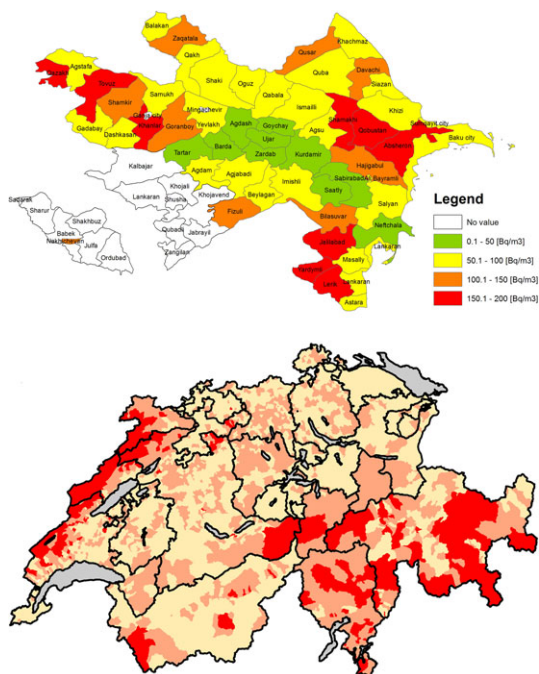 Balakan
Zaqatala
Qakh
Qusar
Khachmaz
Agstafa
Qazakh
Tovuz
Shaki
Oguz
Quba
Davachi
Siazan
Shamkir
Samukh
Qabala
Gadabay
Dashkasan
Goranboy
Mingachevir
Yevlakh
Agdash
Goychay
Ismailli
Khizi
Ujar
Agsu
Shamakhi
Qobustan
Absheron
Baku city
Tartar
Barda
Zardab
Kurdamir
Hajigabul
Kalbajar
Agdam
Agjabadi
Imishli
Sabirabad
Saatly
Salyan
Khojali
Lankaran
Shusha
Khojavend
Beylagan
Fizuli
Bilasuvar
Neftchala
Sadarak
Sharur
Shakhbuz
Babek
Nakhchivan
Julfa
Ordubad
Qubadli
Jabrayil
Zangilan
Jalilabad
Masally
Lankaran
Yardymli
Lerik
Lankaran
Astara
Legend
No value
0.1 - 50 [Bq/m3]
50.1 - 100 [Bq/m3]
100.1 - 150 [Bq/m3]
150.1 - 200 [Bq/m3]